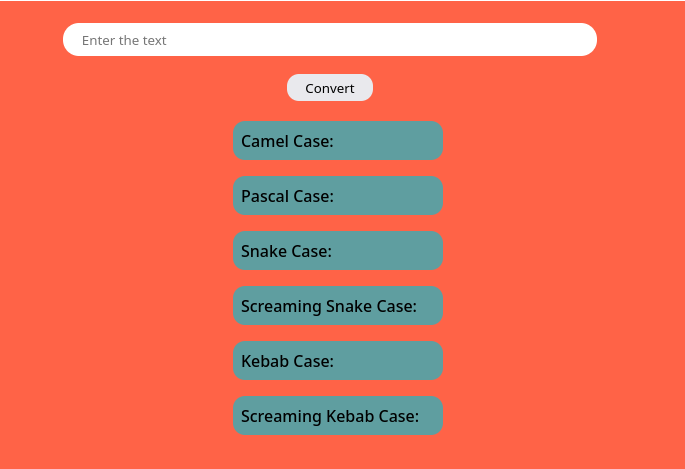 Enter the text
Convert
Camel Case:
Pascal Case:
Snake Case:
Screaming Snake Case:
Kebab Case:
Screaming Kebab Case: